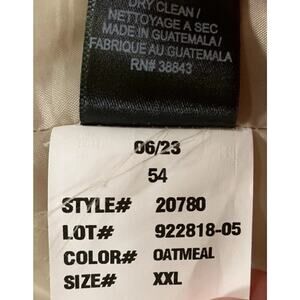 DRY CLEAN /
NETTOYAGE A SEC
MADE IN GUATEMALA /
FABRIQUE AU GUATEMALA
RN# 38843
06/23
54
STYLE# 20780
LOT# 922818-05
COLOR# OATMEAL
SIZE# XXL